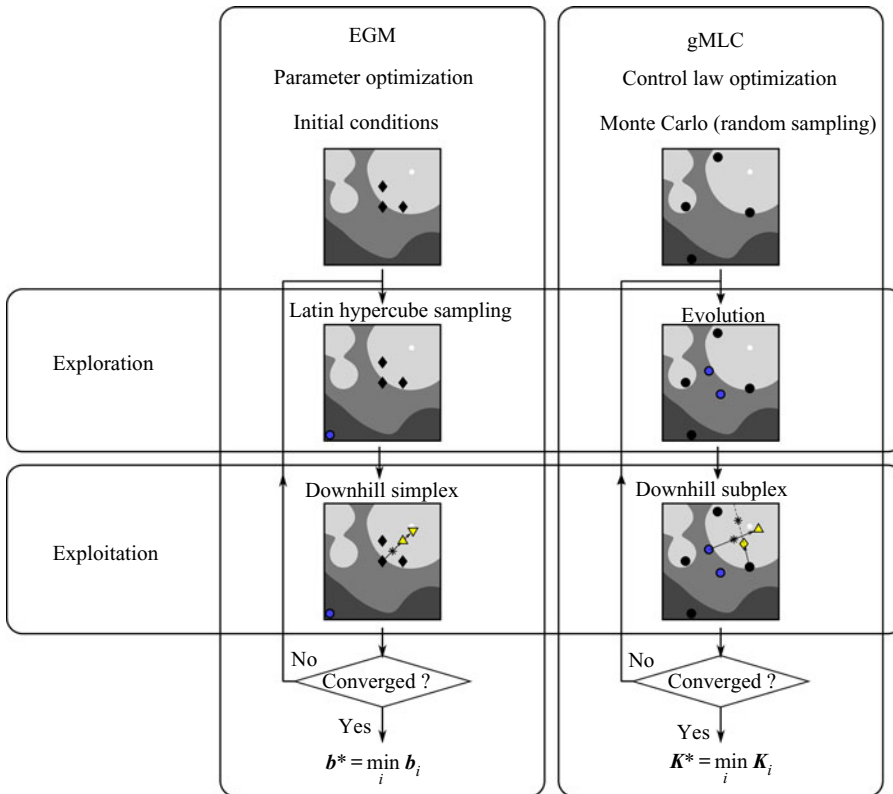 EGM
Parameter optimization
Initial conditions
gMLC
Control law optimization
Monte Carlo (random sampling)
Exploration
Latin hypercube sampling
Evolution
Exploitation
Downhill simplex
Downhill subplex
No
Converged ?
Yes
b* = min b_i
i
No
Converged ?
Yes
K* = min K_i
i